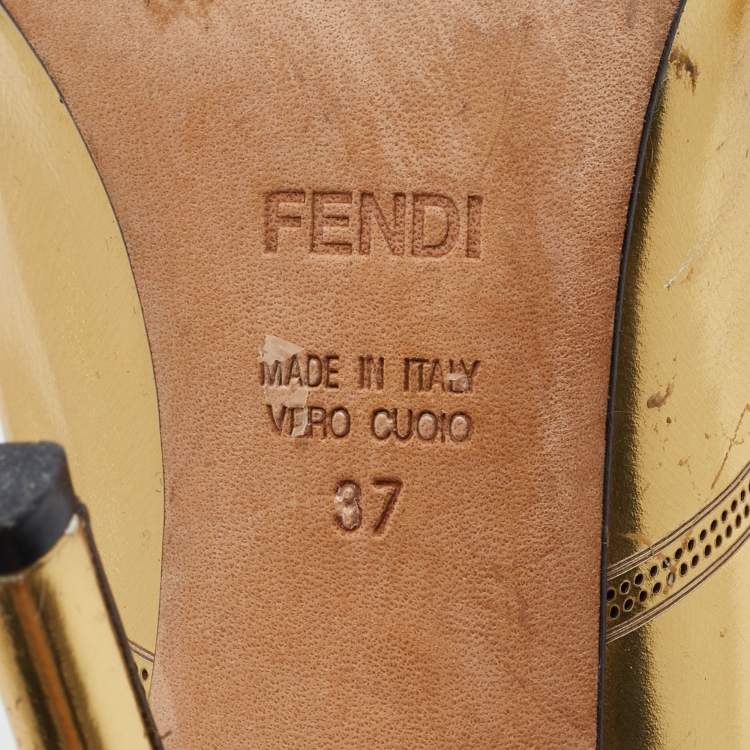 FENDI
MADE IN ITALY
VERO CUOIO
37